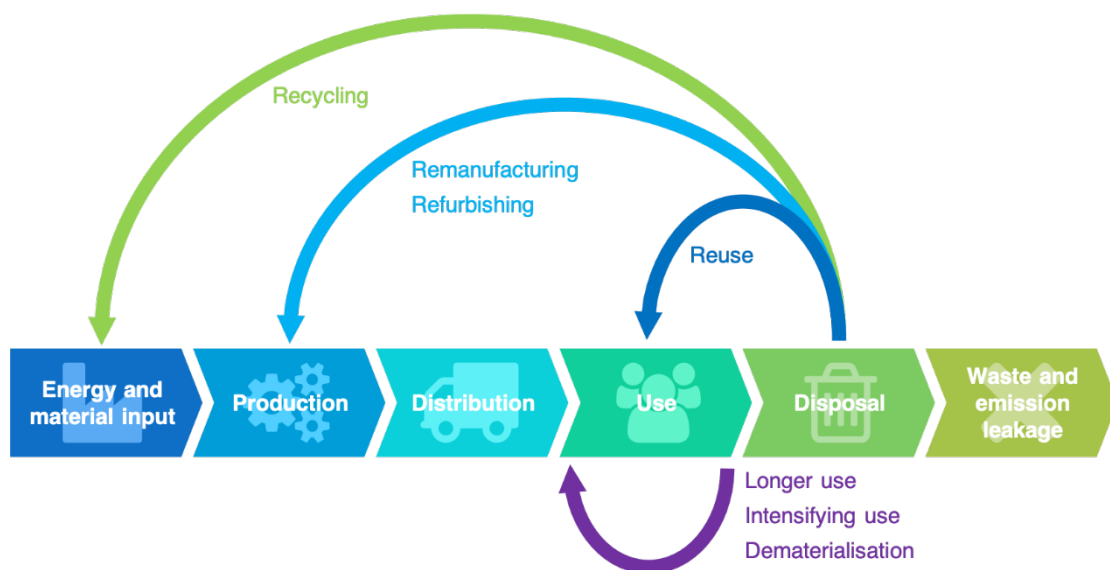 Recycling
Remanufacturing
Refurbishing
Reuse
Energy and
material input
Production
Distribution
Use
Disposal
Waste and
emission
leakage
Longer use
Intensifying use
Dematerialisation